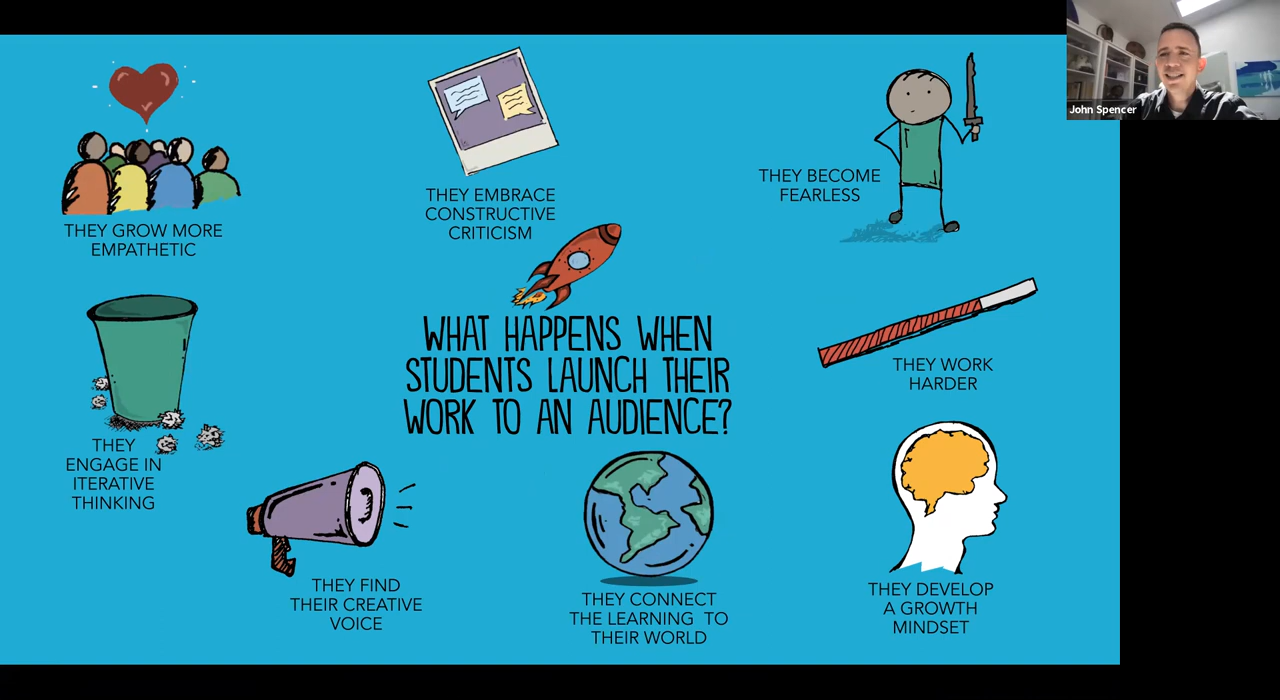 John Spencer
THEY GROW MORE
EMPATHETIC
THEY EMBRACE
CONSTRUCTIVE
CRITICISM
THEY BECOME
FEARLESS
WHAT HAPPENS WHEN
STUDENTS LAUNCH THEIR
WORK TO AN AUDIENCE?
THEY WORK
HARDER
THEY
ENGAGE IN
ITERATIVE
THINKING
THEY FIND
THEIR CREATIVE
VOICE
THEY CONNECT
THE LEARNING TO
THEIR WORLD
THEY DEVELOP
A GROWTH
MINDSET